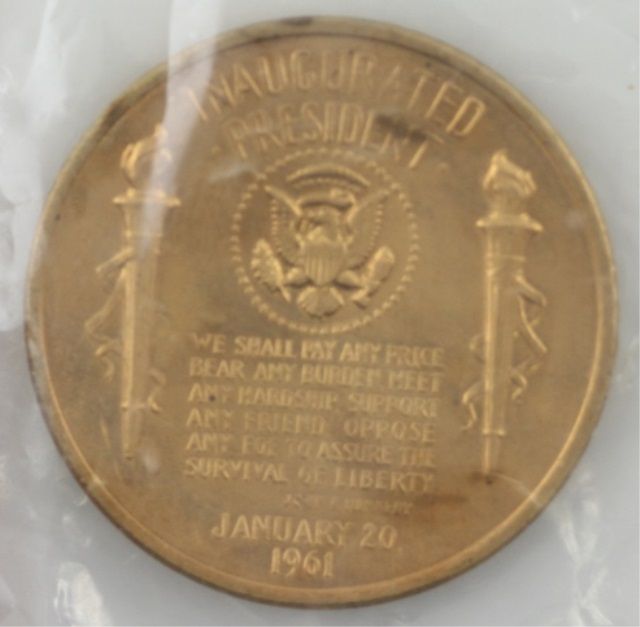 INAUGURATED
PRESIDENT
WE SHALL PAY ANY PRICE
BEAR ANY BURDEN MEET
ANY HARDSHIP SUPPORT
ANY FRIEND OPPOSE
ANY FOE TO ASSURE THE
SURVIVAL OF LIBERTY
KENNEDY
JANUARY 20
1961